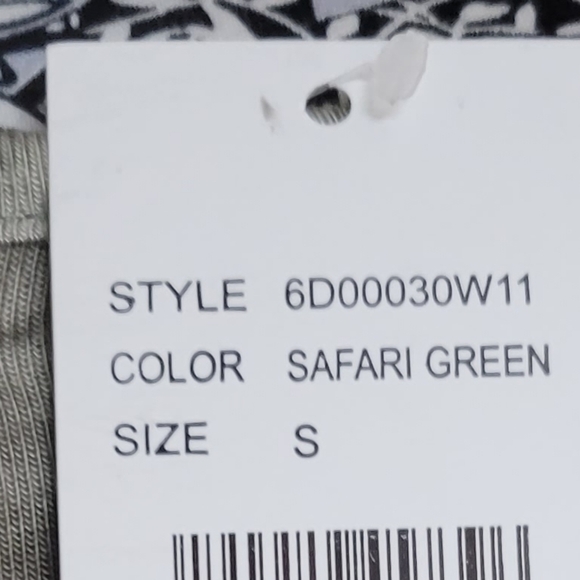 STYLE 6D00030W11
COLOR SAFARI GREEN
SIZE S